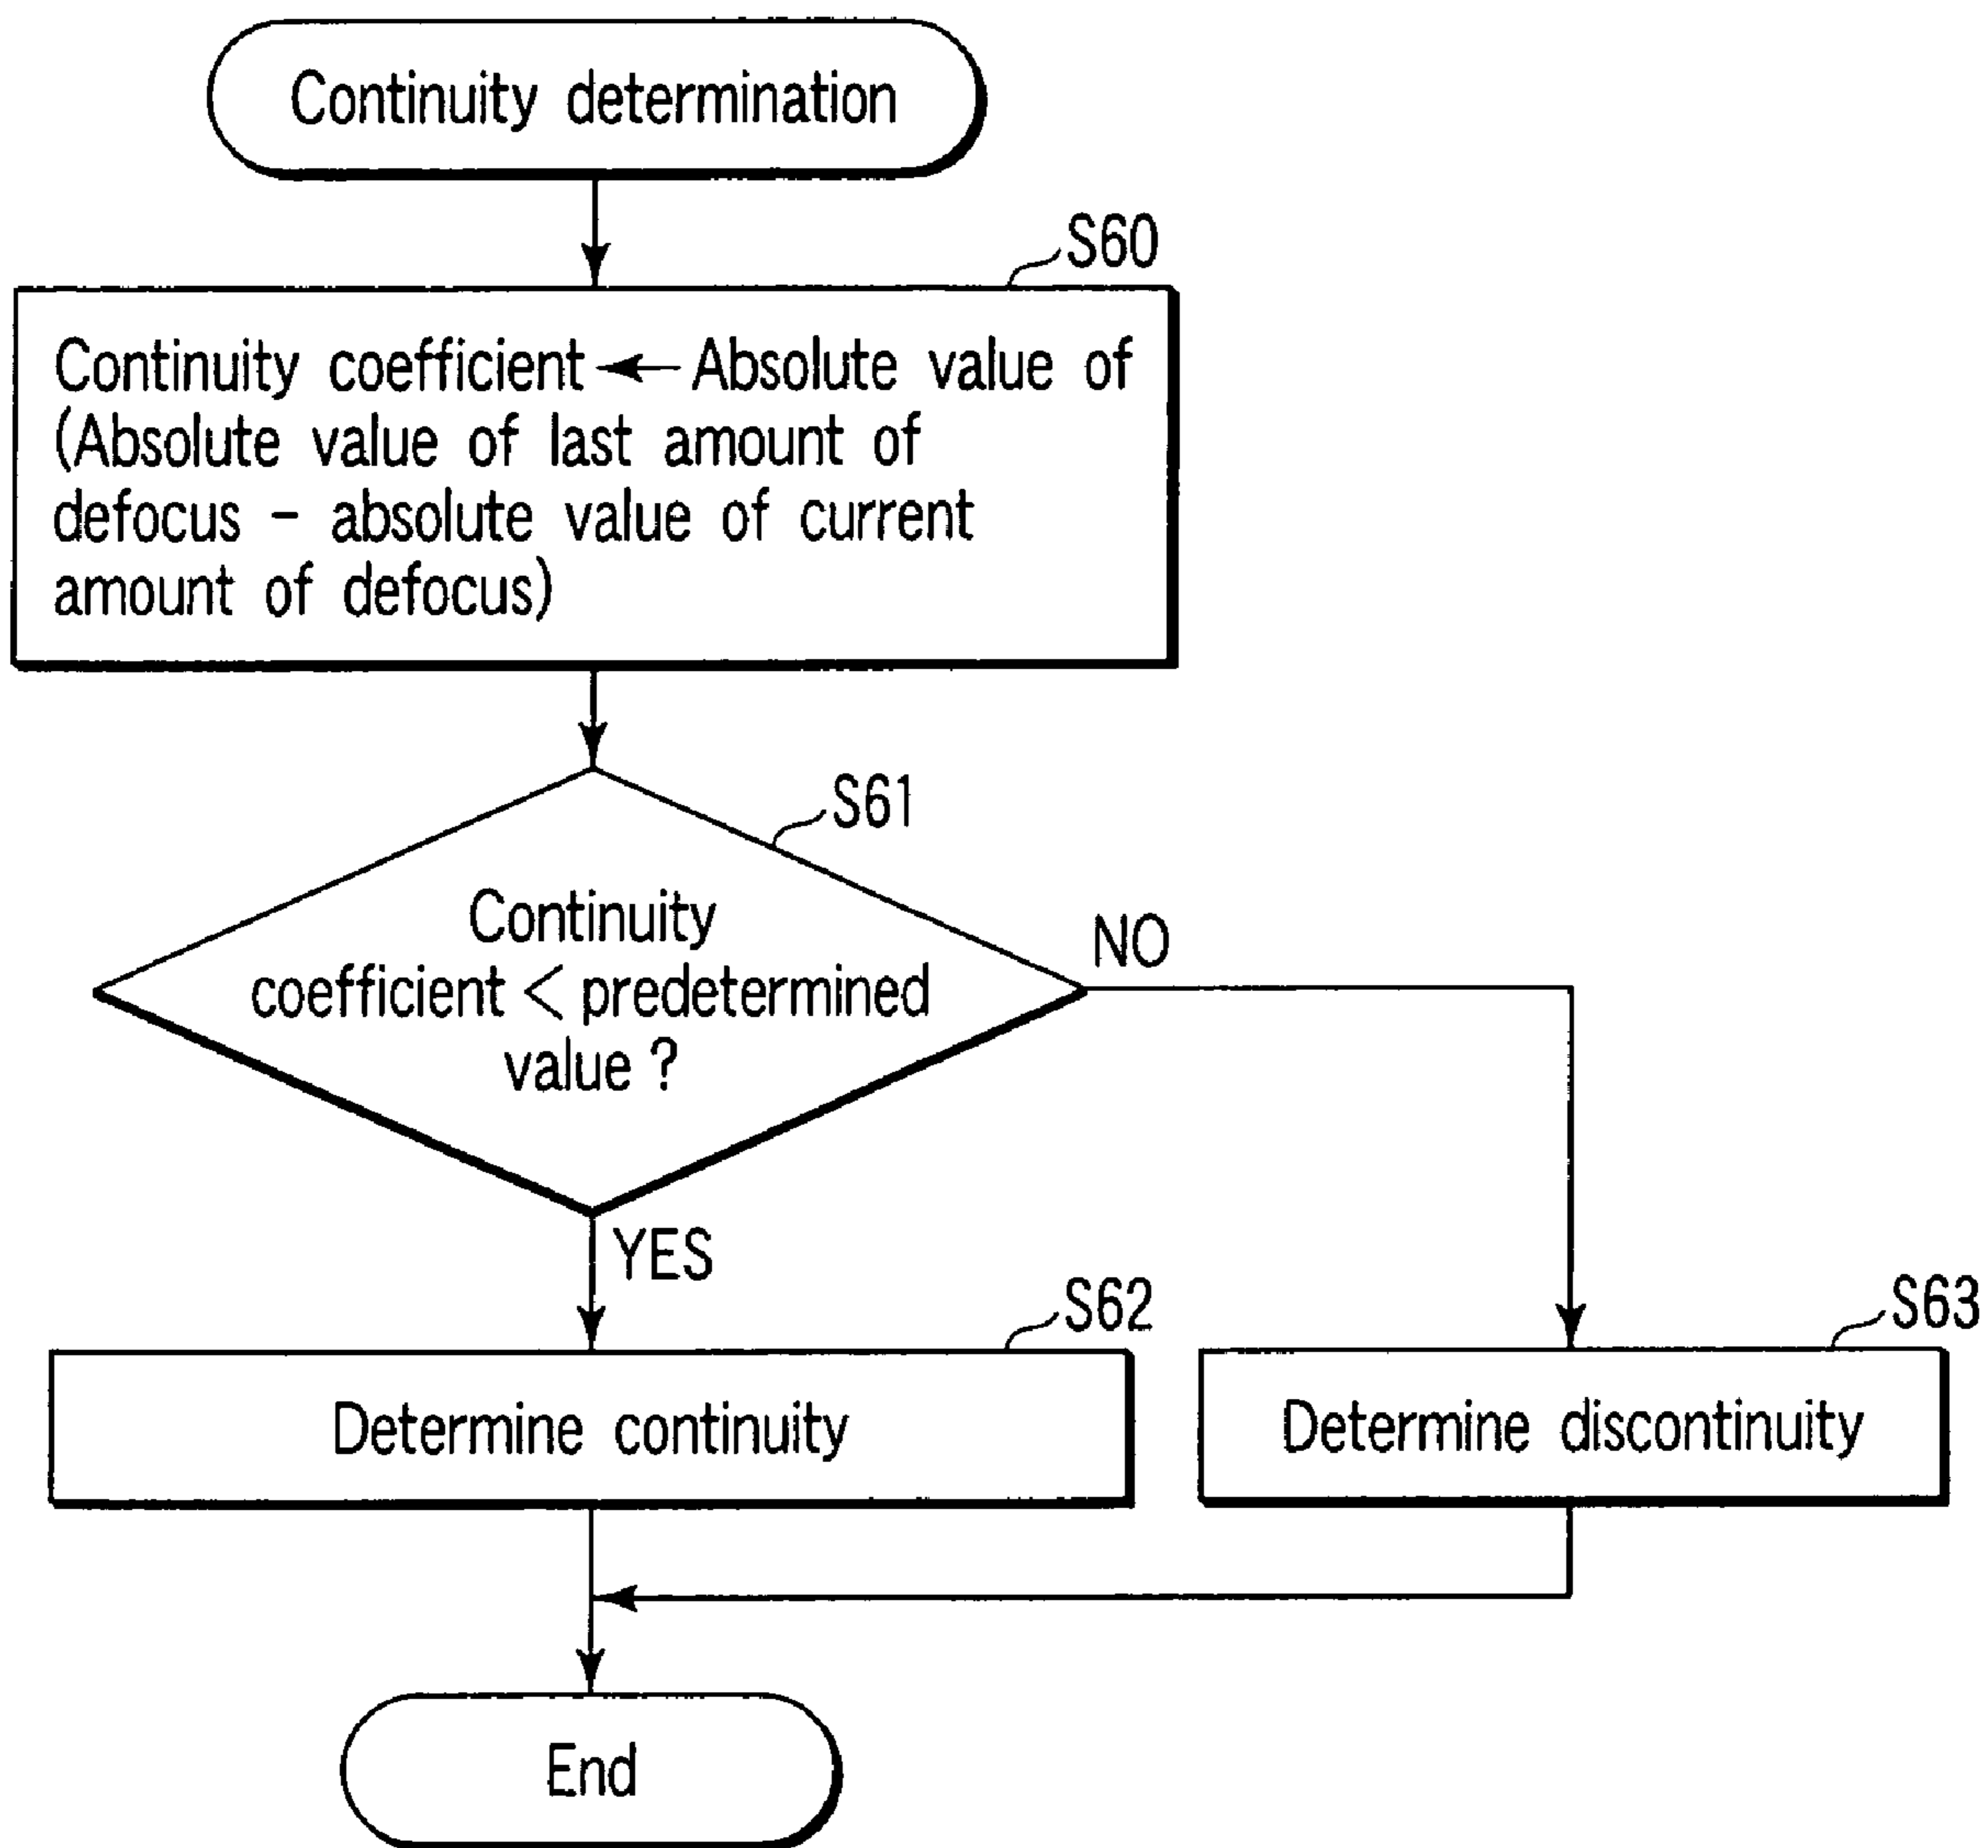 Continuity determination
S60
Continuity coefficient ← Absolute value of
(Absolute value of last amount of
defocus - absolute value of current
amount of defocus)
S61
Continuity
coefficient < predetermined
value ?
NO
YES
S62
S63
Determine continuity
Determine discontinuity
End